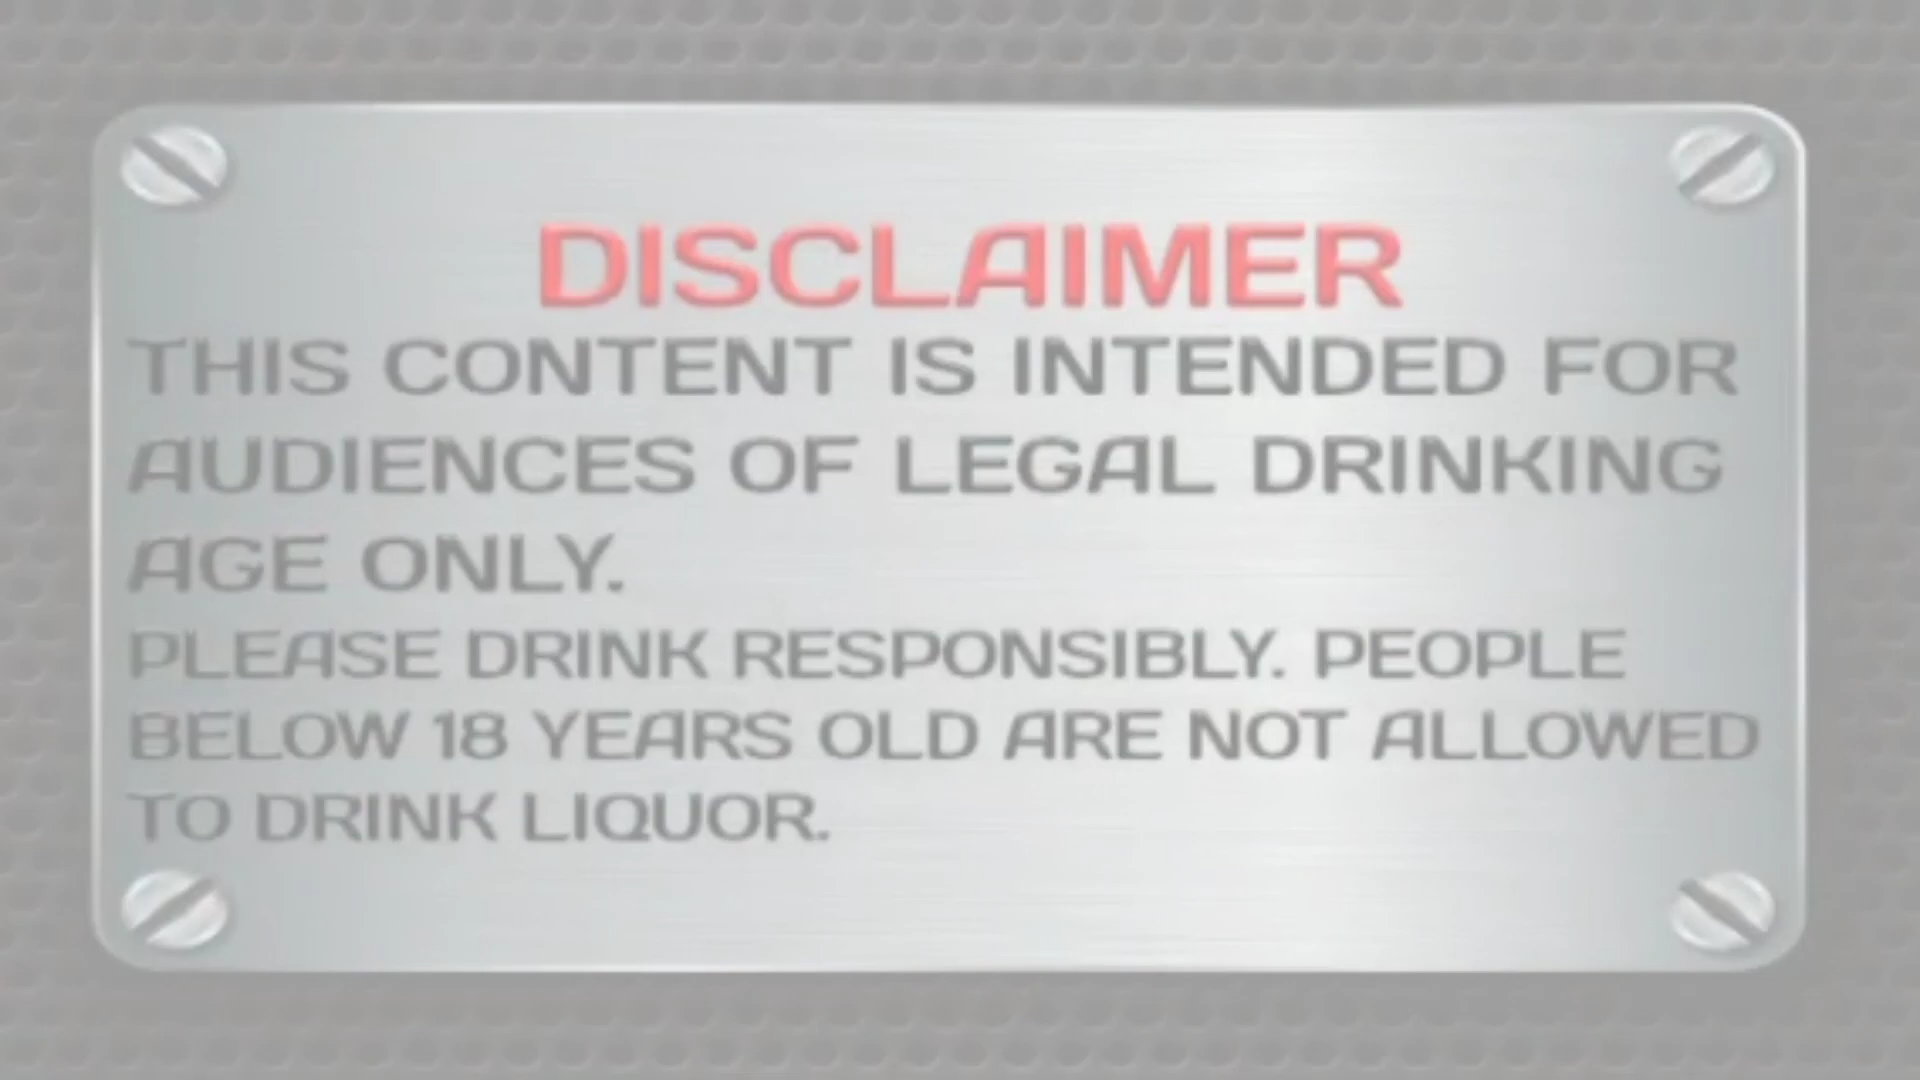 DISCLAIMER
THIS CONTENT IS INTENDED FOR
AUDIENCES OF LEGAL DRINKING
AGE ONLY.
PLEASE DRINK RESPONSIBLY. PEOPLE
BELOW 18 YEARS OLD ARE NOT ALLOWED
TO DRINK LIQUOR.